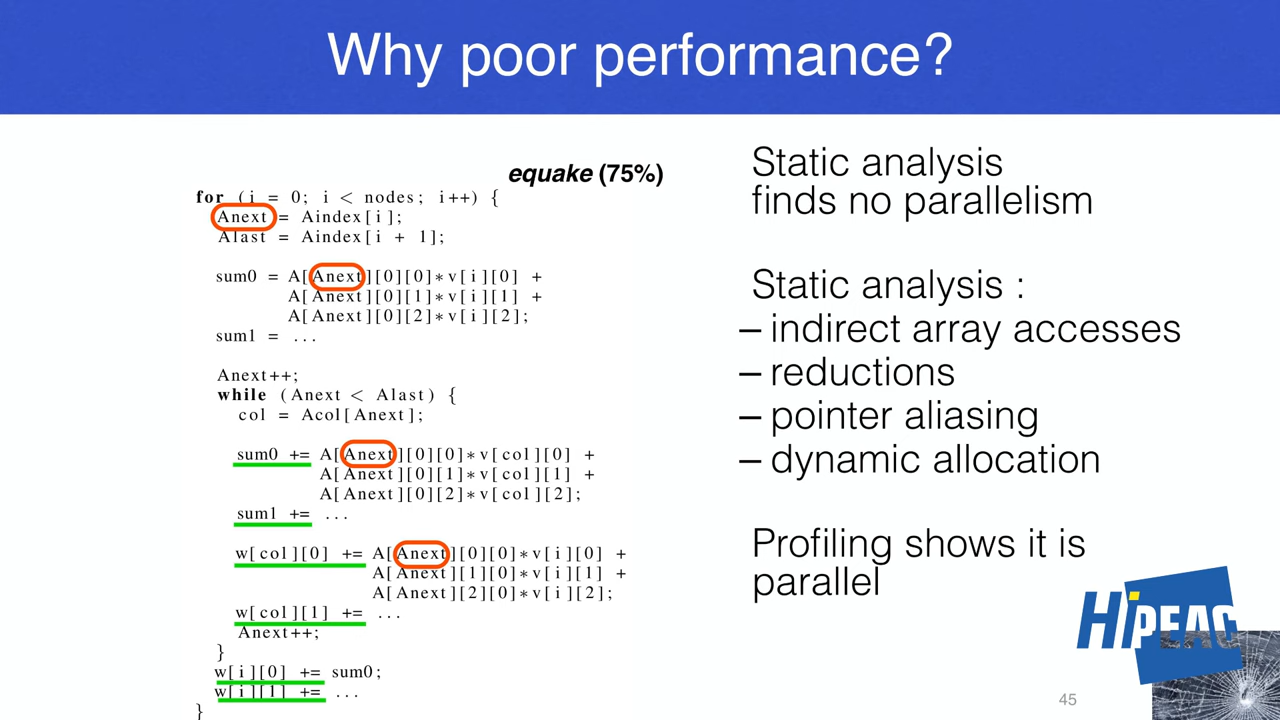 Why poor performance?
equake (75%)
for (i = 0; i < nodes; i++) {
Anext = Aindex[i];
Alast = Aindex[i + 1];
sum0 = A[Anext][0][0]*v[i][0] +
A[Anext][0][1]*v[i][1] +
A[Anext][0][2]*v[i][2];
sum1 = ...
Anext++;
while (Anext < Alast) {
col = Acol[Anext];
sum0 += A[Anext][0][0]*v[col][0] +
A[Anext][0][1]*v[col][1] +
A[Anext][0][2]*v[col][2];
sum1 += ...
w[col][0] += A[Anext][0][0]*v[i][0] +
A[Anext][1][0]*v[i][1] +
A[Anext][2][0]*v[i][2];
w[col][1] += ...
Anext++;
}
w[i][0] += sum0;
w[i][1] += ...
}
Static analysis
finds no parallelism
Static analysis :
– indirect array accesses
– reductions
– pointer aliasing
– dynamic allocation
Profiling shows it is
parallel
HiPEAC
45